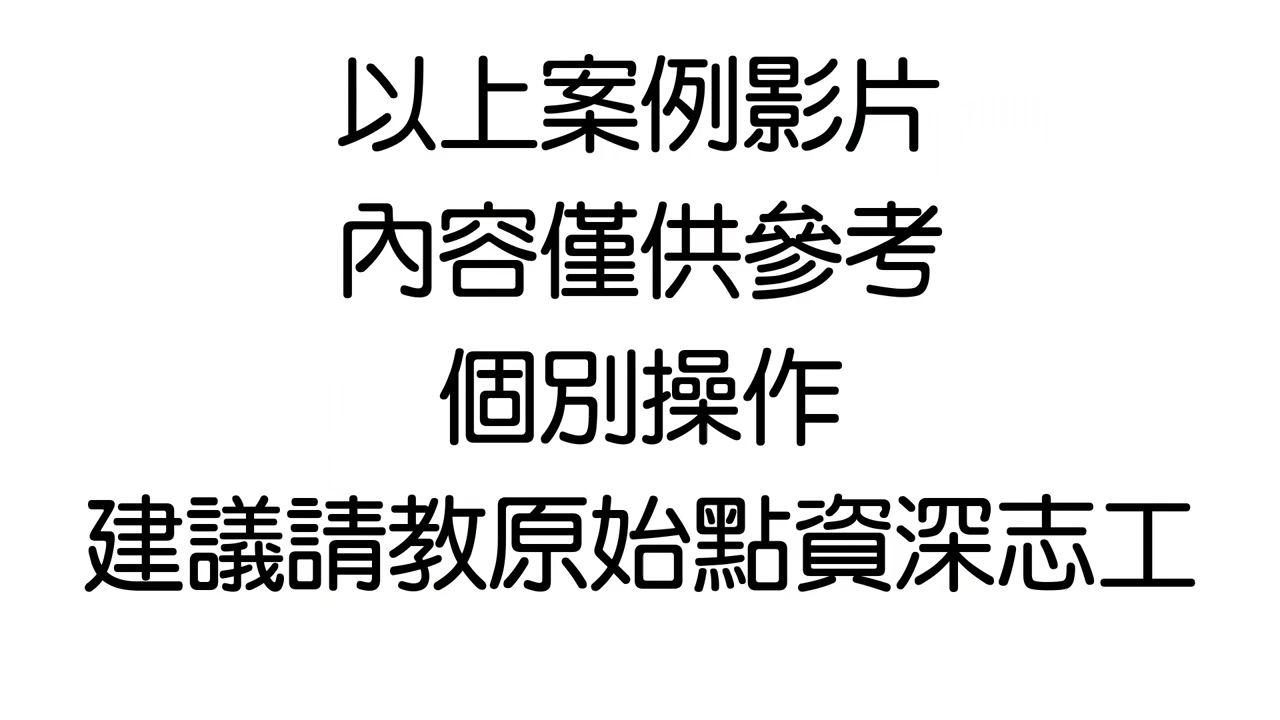 以上案例影片
內容僅供參考
個別操作
建議請教原始點資深志工